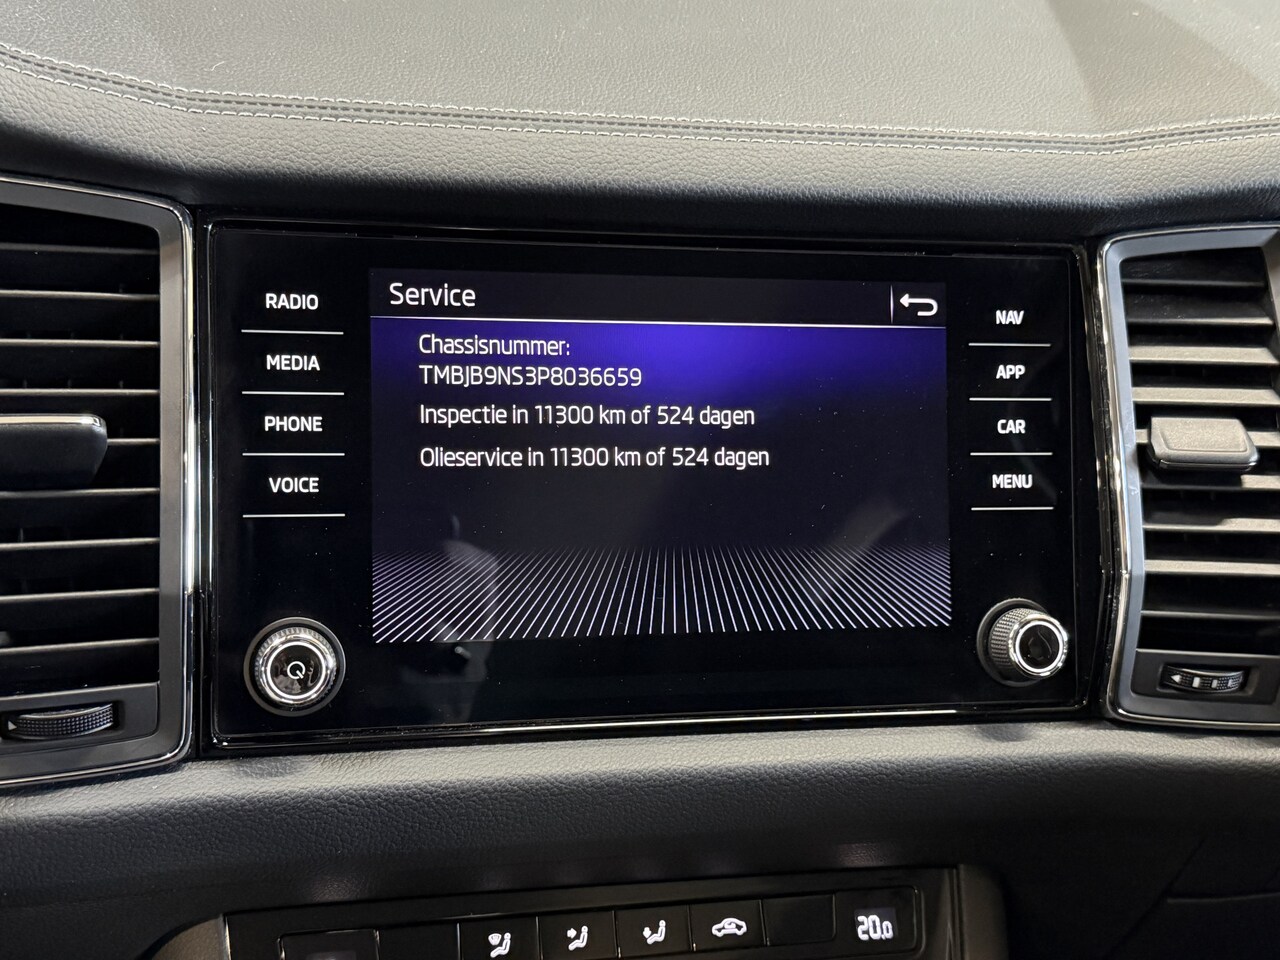 Service
RADIO
MEDIA
PHONE
VOICE
Chassisnummer:
TMBJB9NS3P8036659
Inspectie in 11300 km of 524 dagen
Olieservice in 11300 km of 524 dagen
NAV
APP
CAR
MENU
20.0